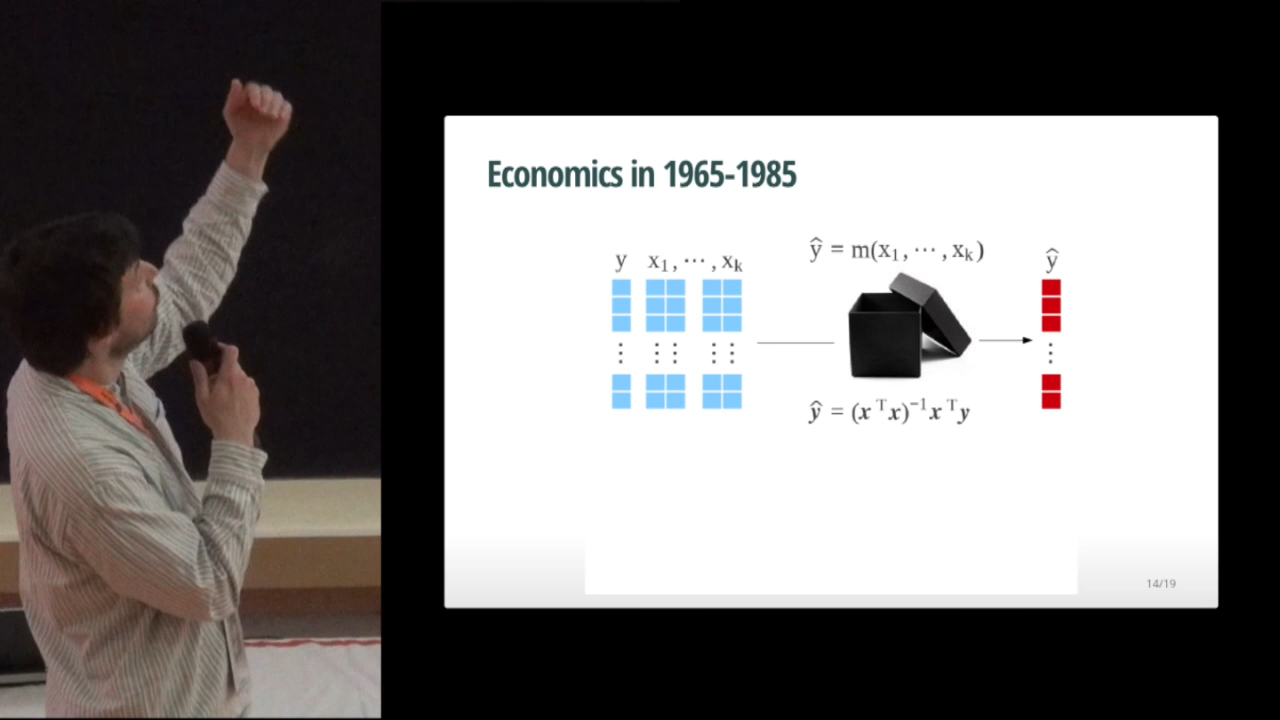 Economics in 1965-1985
y x₁, ⋯ , xₖ
ŷ = m(x₁, ⋯ , xₖ)
ŷ
ŷ = (xᵀx)⁻¹xᵀy
14/19